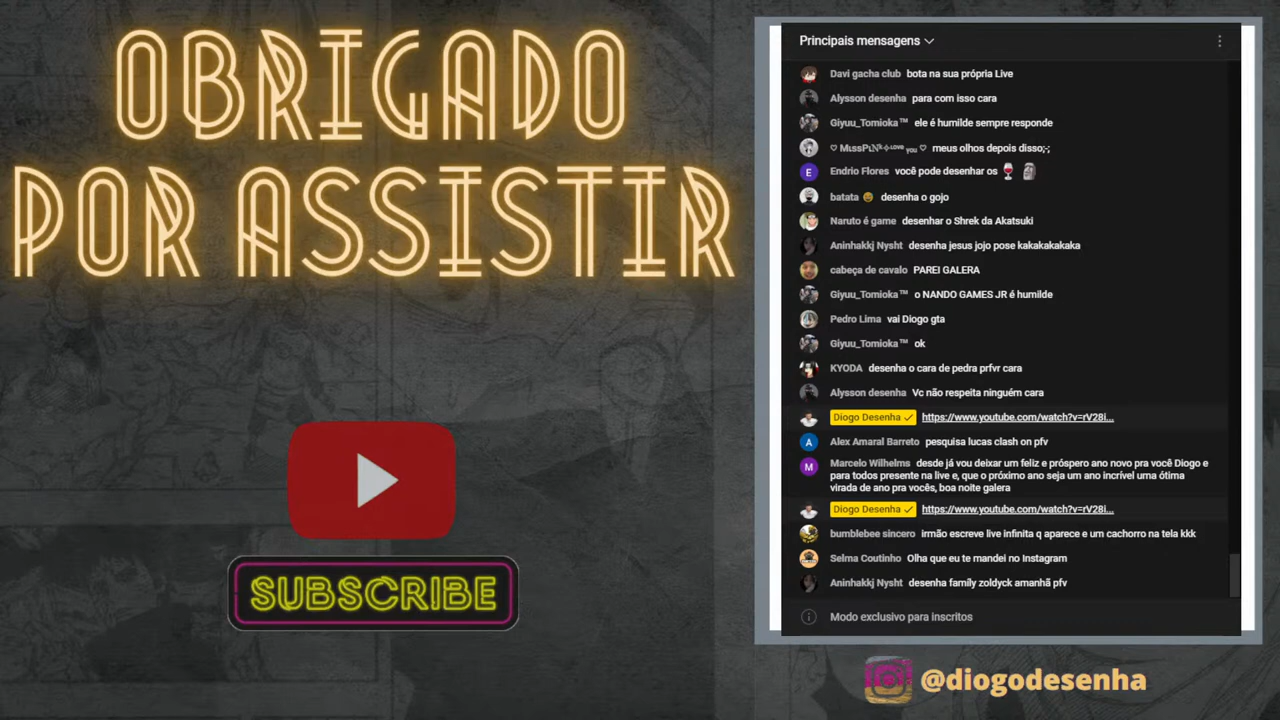 OBRIGADO
POR ASSISTIR
SUBSCRIBE
Principais mensagens
Davi gacha club bota na sua própria Live
Alysson desenha para com isso cara
Giyuu_Tomioka™ ele é humilde sempre responde
♡ MιssPιNᵏ✧ᴸᵒⱽᴱ ʏₒᵤ ♡ meus olhos depois disso;-;
E Endrio Flores você pode desenhar os 🍷 🗿
batata 😄 desenha o gojo
Naruto é game desenhar o Shrek da Akatsuki
Aninhakkj Nysht desenha jesus jojo pose kakakakakaka
cabeça de cavalo PAREI GALERA
Giyuu_Tomioka™ o NANDO GAMES JR é humilde
Pedro Lima vai Diogo gta
Giyuu_Tomioka™ ok
KYODA desenha o cara de pedra prfvr cara
Alysson desenha Vc não respeita ninguém cara
Diogo Desenha ✓ https://www.youtube.com/watch?v=rV28i...
A Alex Amaral Barreto pesquisa lucas clash on pfv
M Marcelo Wilhelms desde já vou deixar um feliz e próspero ano novo pra você Diogo e
para todos presente na live e, que o próximo ano seja um ano incrível uma ótima
virada de ano pra vocês, boa noite galera
Diogo Desenha ✓ https://www.youtube.com/watch?v=rV28i...
bumblebee sincero Irmão escreve live infinita q aparece e um cachorro na tela kkk
Selma Coutinho Olha que eu te mandei no Instagram
Aninhakkj Nysht desenha famíly zoldyck amanhã pfv
Modo exclusivo para inscritos
@diogodesenha